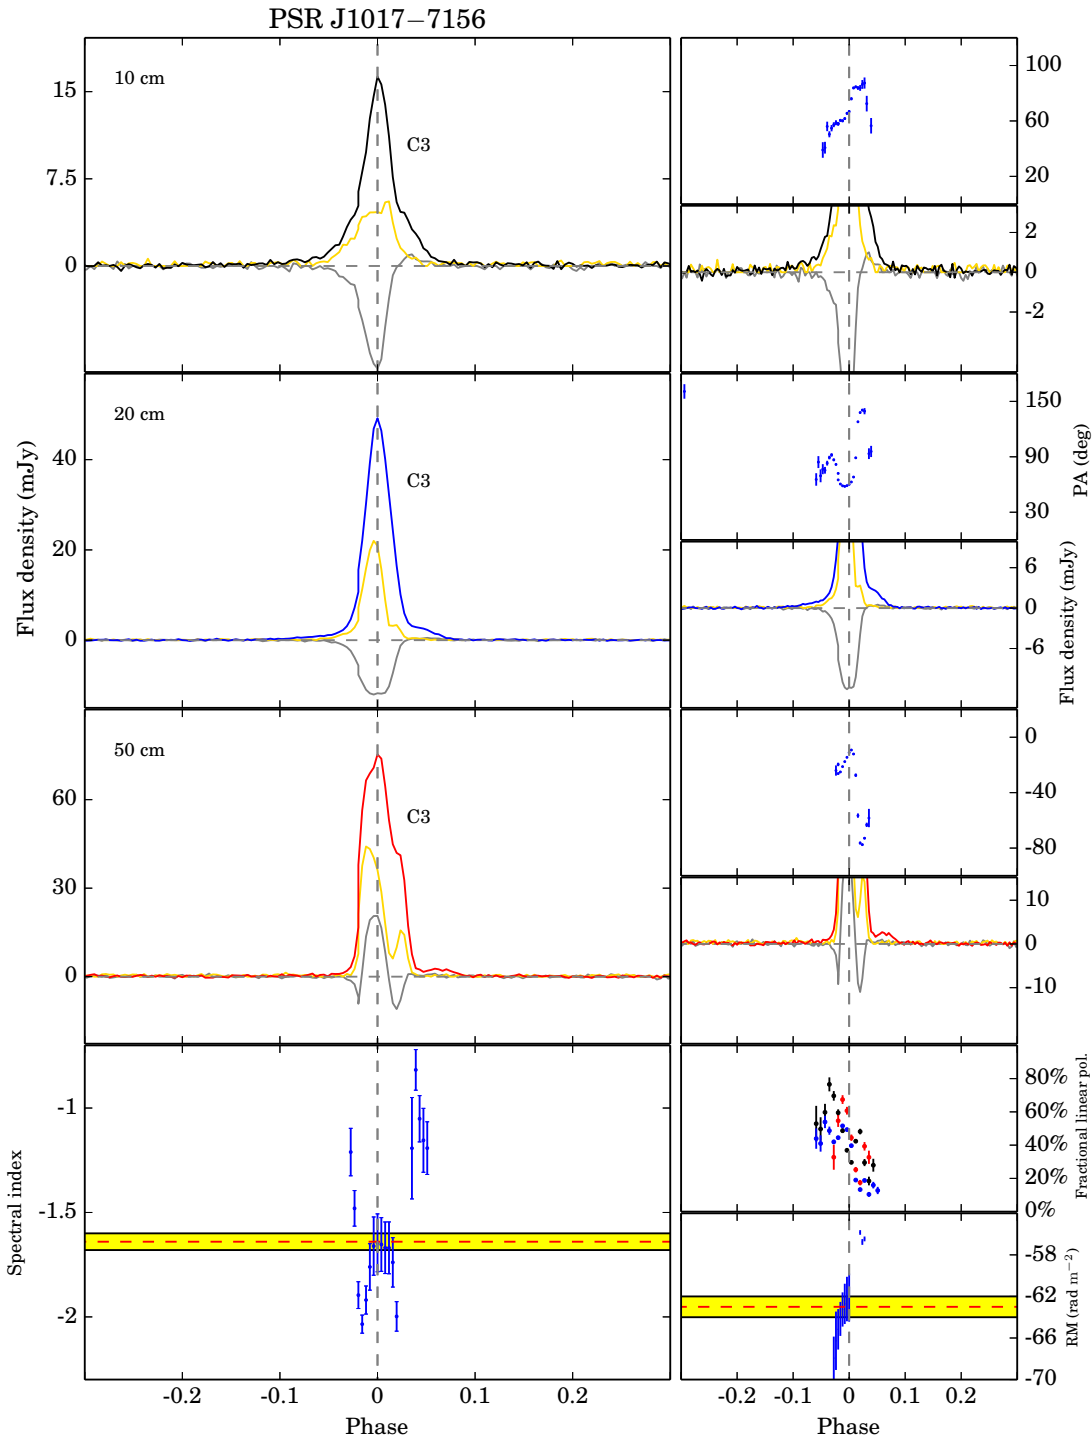 PSR J1017−7156
10 cm
C3
15
7.5
0
100
60
20
2
0
-2
20 cm
C3
40
20
0
150
90
30
6
0
-6
Flux density (mJy)
PA (deg)
Flux density (mJy)
50 cm
C3
60
30
0
0
-40
-80
10
0
-10
-1
-1.5
-2
Spectral index
80%
60%
40%
20%
0%
Fractional linear pol.
-58
-62
-66
-70
RM (rad m⁻²)
-0.2 -0.1 0 0.1 0.2
Phase
-0.2 -0.1 0 0.1 0.2
Phase